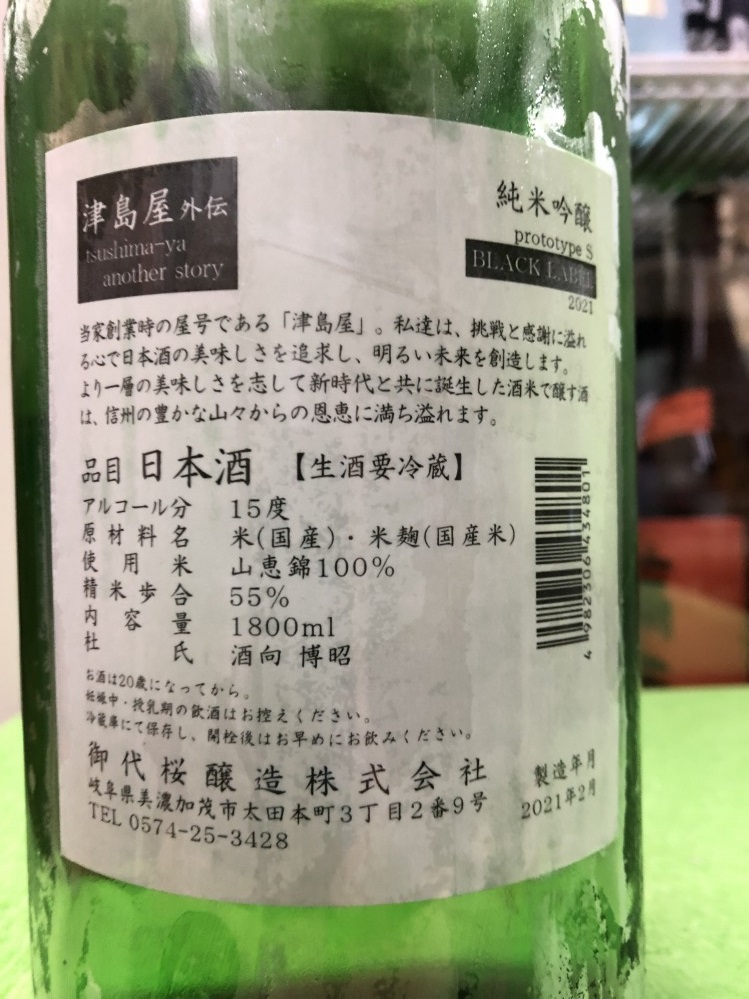 津島屋外伝
tsushima-ya
another story
純米吟醸
prototype S
BLACK LABEL
2021
当家創業時の屋号である「津島屋」。私達は、挑戦と感謝に溢れ
る心で日本酒の美味しさを追求し、明るい未来を創造します。
より一層の美味しさを志して新時代と共に誕生した酒米で醸す酒
は、信州の豊かな山々からの恩恵に満ち溢れます。
品目 日本酒 【生酒要冷蔵】
アルコール分 15度
原材料名 米(国産)・米麹(国産米)
使用米 山恵錦100%
精米歩合 55%
内容量 1800ml
杜氏 酒向 博昭
4 982306 434801
お酒は20歳になってから。
妊娠中・授乳期の飲酒はお控えください。
冷蔵庫にて保存し、開栓後はお早めにお飲みください。
御代桜醸造株式会社
岐阜県美濃加茂市太田本町3丁目2番9号
TEL 0574-25-3428
製造年月
2021年2月